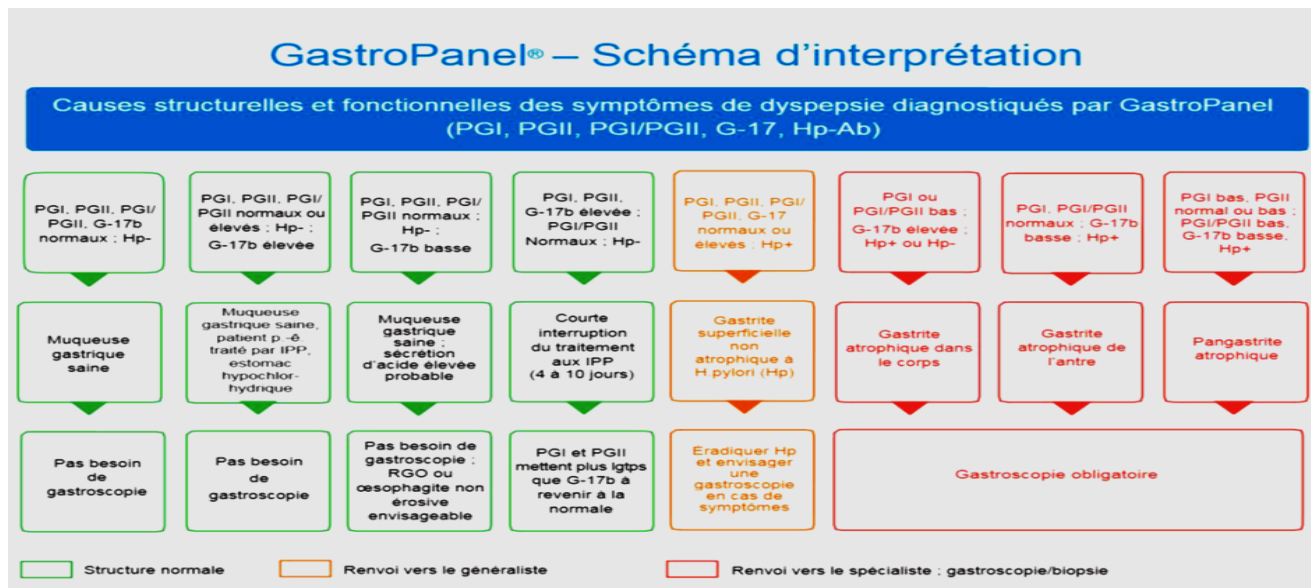 GastroPanel® – Schéma d'interprétation
Causes structurelles et fonctionnelles des symptômes de dyspepsie diagnostiqués par GastroPanel
(PGI, PGII, PGI/PGII, G-17, Hp-Ab)
PGI, PGII, PGI/
PGII, G-17b
normaux ; Hp-
PGI, PGII, PGI/
PGII normaux ou
élevés ; Hp- ;
G-17b élevée
PGI, PGII, PGI/
PGII normaux ;
Hp- ;
G-17b basse
PGI, PGII,
G-17b élevée ;
PGI/PGII
Normaux ; Hp-
PGI, PGII, PGI/
PGII, G-17
normaux ou
élevés ; Hp+
PGI ou
PGI/PGII bas ;
G-17b élevée ;
Hp+ ou Hp-
PGI, PGI/PGII
normaux ; G-17b
basse ; Hp+
PGI bas, PGII
normal ou bas ;
PGI/PGII bas,
G-17b basse,
Hp+
Muqueuse
gastrique
saine
Muqueuse
gastrique saine,
patient p.-ê.
traité par IPP,
estomac
hypochlor-
hydrique
Muqueuse
gastrique
saine ;
sécrétion
d'acide élevée
probable
Courte
interruption
du traitement
aux IPP
(4 à 10 jours)
Gastrite
superficielle
non
atrophique à
H pylori (Hp)
Gastrite
atrophique dans
le corps
Gastrite
atrophique de
l'antre
Pangastrite
atrophique
Pas besoin
de
gastroscopie
Pas besoin
de
gastroscopie
Pas besoin de
gastroscopie ;
RGO ou
œsophagite non
érosive
envisageable
PGI et PGII
mettent plus lgtps
que G-17b à
revenir à la
normale
Éradiquer Hp
et envisager
une
gastroscopie
en cas de
symptômes
Gastroscopie obligatoire
Structure normale
Renvoi vers le généraliste
Renvoi vers le spécialiste : gastroscopie/biopsie